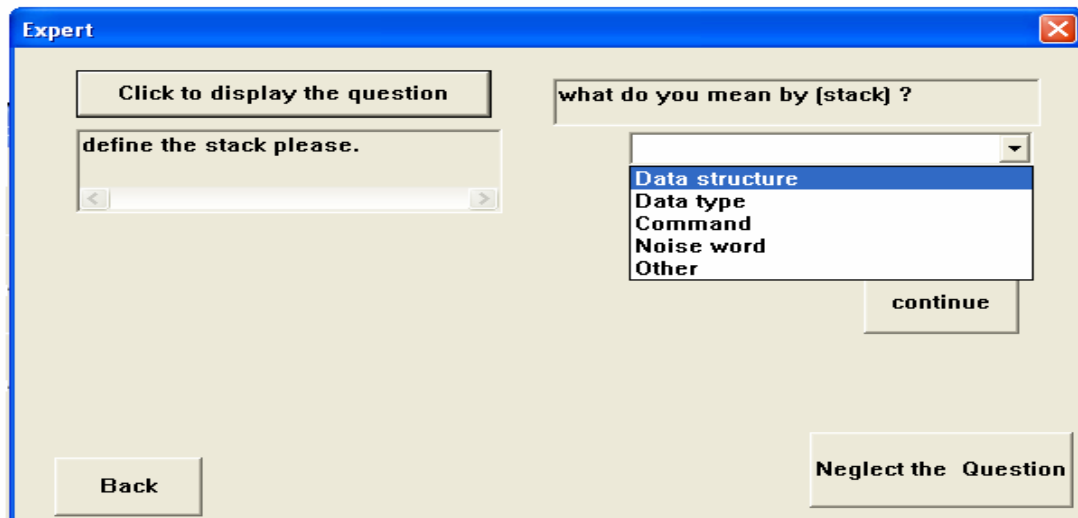 Expert
Click to display the question
define the stack please.
what do you mean by (stack) ?
Data structure
Data type
Command
Noise word
Other
continue
Neglect the Question
Back